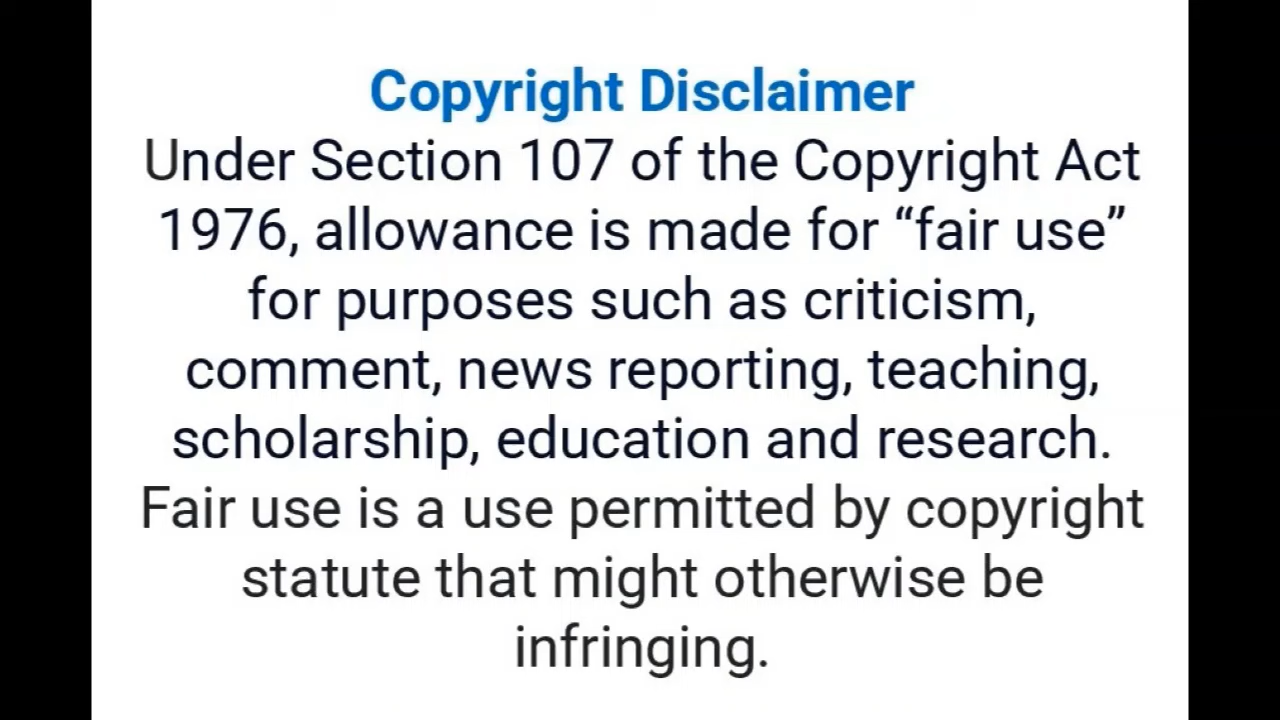 Copyright Disclaimer
Under Section 107 of the Copyright Act
1976, allowance is made for “fair use”
for purposes such as criticism,
comment, news reporting, teaching,
scholarship, education and research.
Fair use is a use permitted by copyright
statute that might otherwise be
infringing.